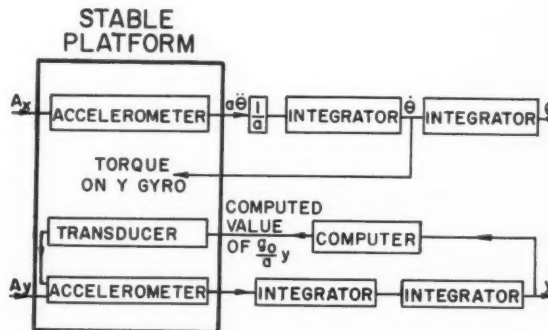 STABLE
PLATFORM
Ax
ACCELEROMETER
aθ̈
1/a
INTEGRATOR
θ̇
INTEGRATOR
TORQUE
ON Y GYRO
TRANSDUCER
COMPUTED
VALUE
OF g₀/a y
COMPUTER
Ay
ACCELEROMETER
INTEGRATOR
INTEGRATOR